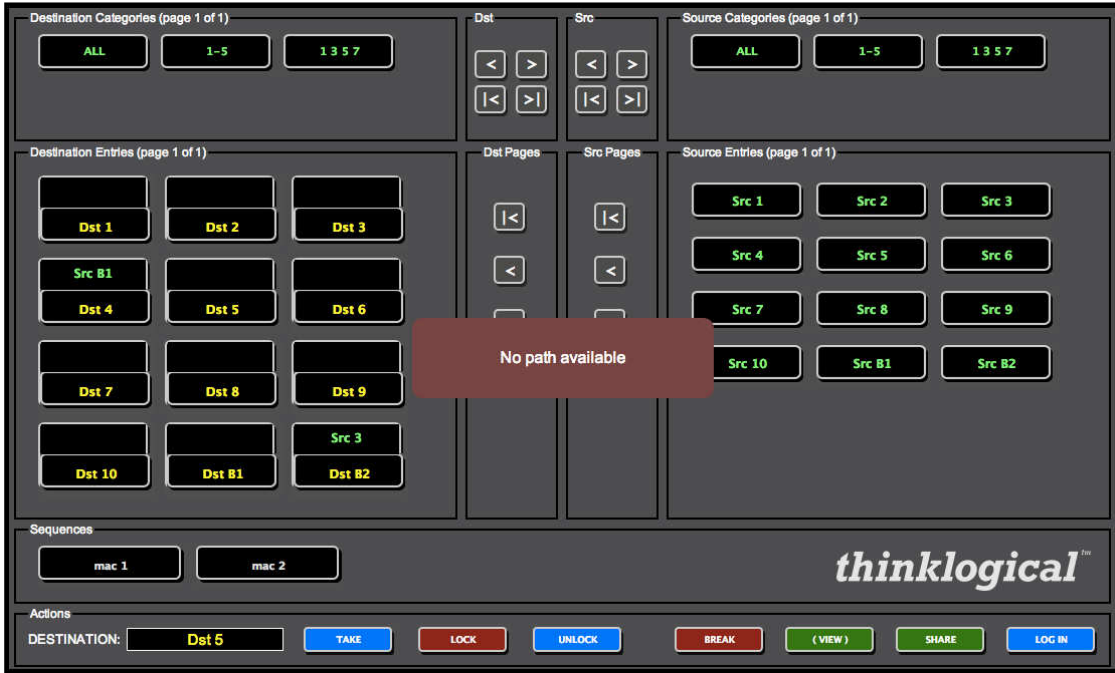 Destination Categories (page 1 of 1)
Dst
Src
Source Categories (page 1 of 1)
ALL
1-5
1 3 5 7
<
>
<
>
ALL
1-5
1 3 5 7
|<
>|
|<
>|
Destination Entries (page 1 of 1)
Dst Pages
Src Pages
Source Entries (page 1 of 1)
Dst 1
Dst 2
Dst 3
|<
|<
Src 1
Src 2
Src 3
Src B1
Dst 4
Dst 5
Dst 6
<
<
Src 4
Src 5
Src 6
Src 7
Src 8
Src 9
No path available
Dst 7
Dst 8
Dst 9
Src 10
Src B1
Src B2
Src 3
Dst 10
Dst B1
Dst B2
Sequences
mac 1
mac 2
thinklogical™
Actions
DESTINATION:
Dst 5
TAKE
LOCK
UNLOCK
BREAK
( VIEW )
SHARE
LOG IN